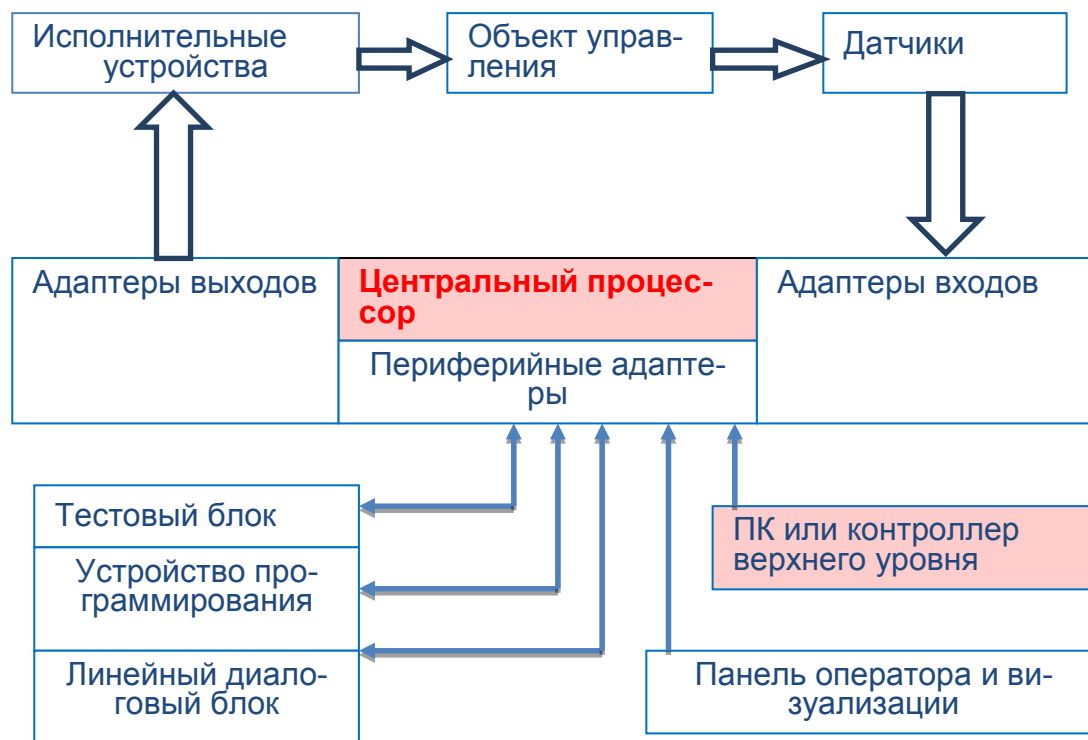 Исполнительные
устройства
Объект управ-
ления
Датчики
Адаптеры выходов
Центральный процес-
сор
Периферийные адапте-
ры
Адаптеры входов
Тестовый блок
Устройство про-
граммирования
Линейный диало-
говый блок
ПК или контроллер
верхнего уровня
Панель оператора и ви-
зуализации